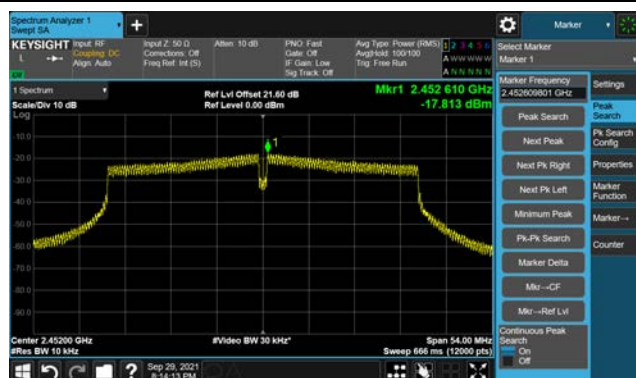 Spectrum Analyzer 1
Swept SA
Marker
KEYSIGHT
L
Input: RF
Coupling: DC
Align: Auto
Input Z: 50 Ω
Corrections: Off
Freq Ref: Int (S)
Atten: 10 dB
PNO: Fast
Gate: Off
IF Gain: Low
Sig Track: Off
Avg Type: Power (RMS)
Avg|Hold: 100/100
Trig: Free Run
1 2 3 4 5 6
A W W W W W
A N N N N N
Select Marker
Marker 1
1 Spectrum
Scale/Div 10 dB
Log
Ref Lvl Offset 21.60 dB
Ref Level 0.00 dBm
Mkr1 2.452 610 GHz
-17.813 dBm
1
-10.0
-20.0
-30.0
-40.0
-50.0
-60.0
-70.0
-80.0
-90.0
Center 2.45200 GHz
#Res BW 10 kHz
#Video BW 30 kHz*
Span 54.00 MHz
Sweep 666 ms (12000 pts)
Marker Frequency
2.452609801 GHz
Peak Search
Next Peak
Next Pk Right
Next Pk Left
Minimum Peak
Pk-Pk Search
Marker Delta
Mkr→CF
Mkr→Ref Lvl
Continuous Peak
Search
On
Off
Settings
Peak
Search
Pk Search
Config
Properties
Marker
Function
Marker→
Counter
?
Sep 29, 2021
8:14:13 PM